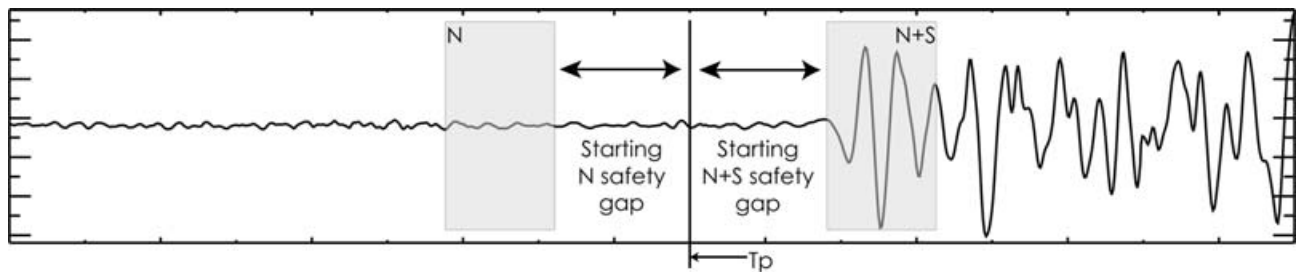 N
N+S
Starting
N safety
gap
Starting
N+S safety
gap
Tp